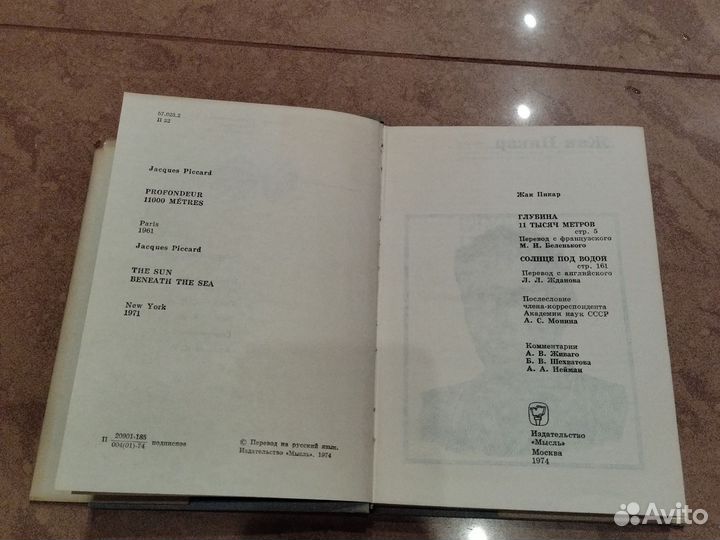 57.023.2
П 32
Jacques Piccard
PROFONDEUR
11000 MÉTRES
Paris
1961
Jacques Piccard
THE SUN
BENEATH THE SEA
New York
1971
П 20901-185
004(01)-74 подписное
© Перевод на русский язык.
Издательство «Мысль». 1974
Жан Пикар
Жак Пикар
ГЛУБИНА
11 ТЫСЯЧ МЕТРОВ
стр. 5
Перевод с французского
М. Н. Беленького
СОЛНЦЕ ПОД ВОДОЙ
стр. 161
Перевод с английского
Л. Л. Жданова
Послесловие
члена-корреспондента
Академии наук СССР
А. С. Монина
Комментарии
А. В. Живаго
Б. В. Шехватова
А. А. Нейман
Издательство
«Мысль»
Москва
1974
Avito